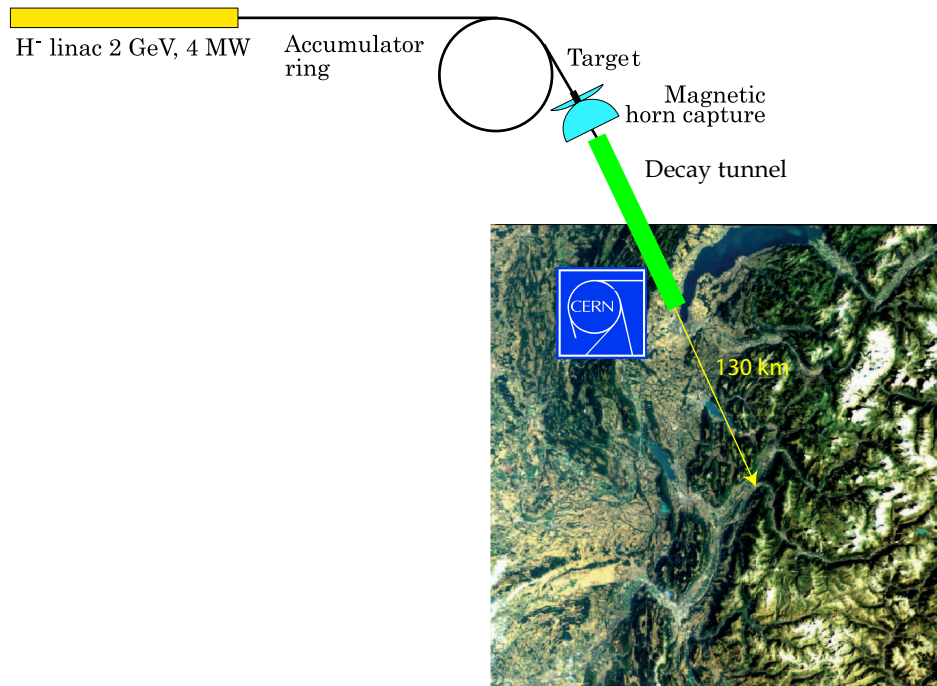 H- linac 2 GeV, 4 MW
Accumulator
ring
Target
Magnetic
horn capture
Decay tunnel
CERN
130 km